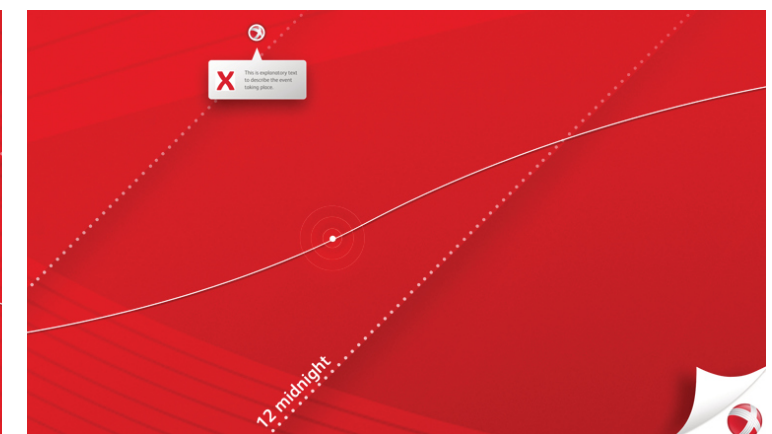 X
This is explanatory text
to describe the event
taking place.
12 midnight